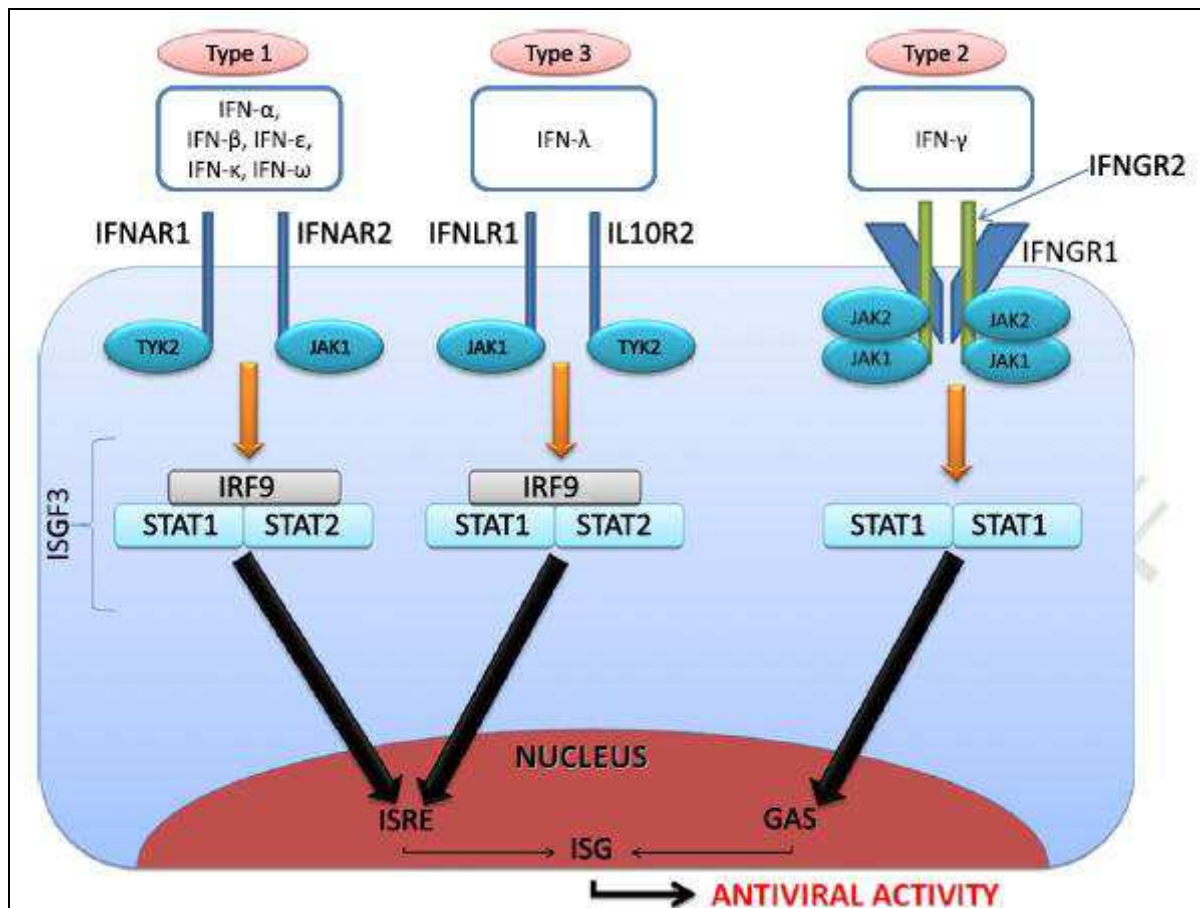 Type 1
Type 3
Type 2
IFN-α,
IFN-β, IFN-ε,
IFN-κ, IFN-ω
IFN-λ
IFN-γ
IFNGR2
IFNAR1
IFNAR2
IFNLR1
IL10R2
IFNGR1
TYK2
JAK1
JAK1
TYK2
JAK2
JAK2
JAK1
JAK1
ISGF3
IRF9
STAT1
STAT2
IRF9
STAT1
STAT2
STAT1
STAT1
NUCLEUS
ISRE
GAS
ISG
ANTIVIRAL ACTIVITY